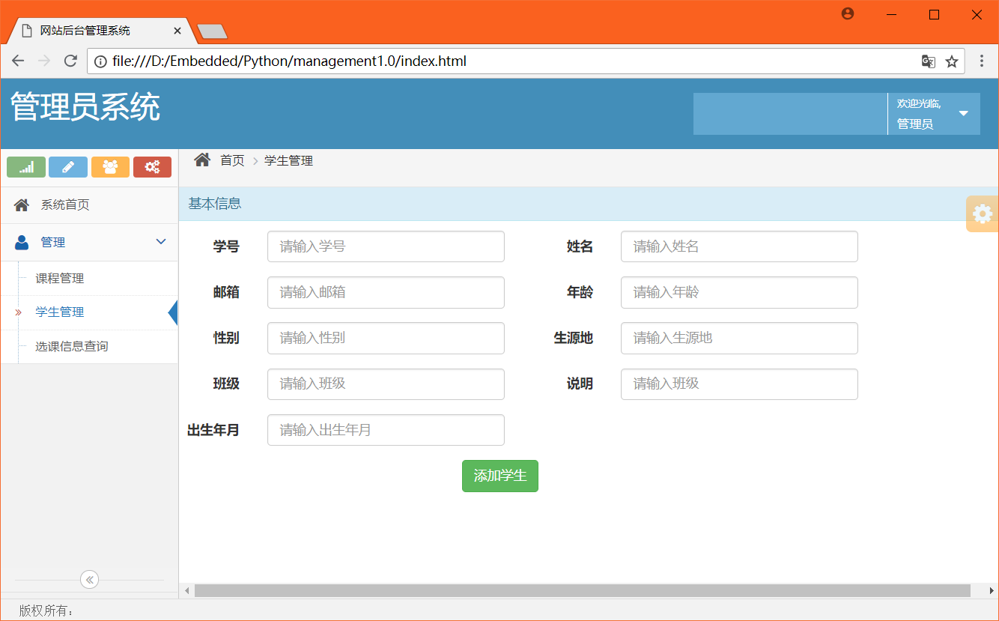 网站后台管理系统
file:///D:/Embedded/Python/management1.0/index.html
管理员系统
欢迎光临,
管理员
首页 > 学生管理
系统首页
管理
课程管理
» 学生管理
选课信息查询
基本信息
学号 请输入学号 姓名 请输入姓名
邮箱 请输入邮箱 年龄 请输入年龄
性别 请输入性别 生源地 请输入生源地
班级 请输入班级 说明 请输入班级
出生年月 请输入出生年月
添加学生
版权所有：